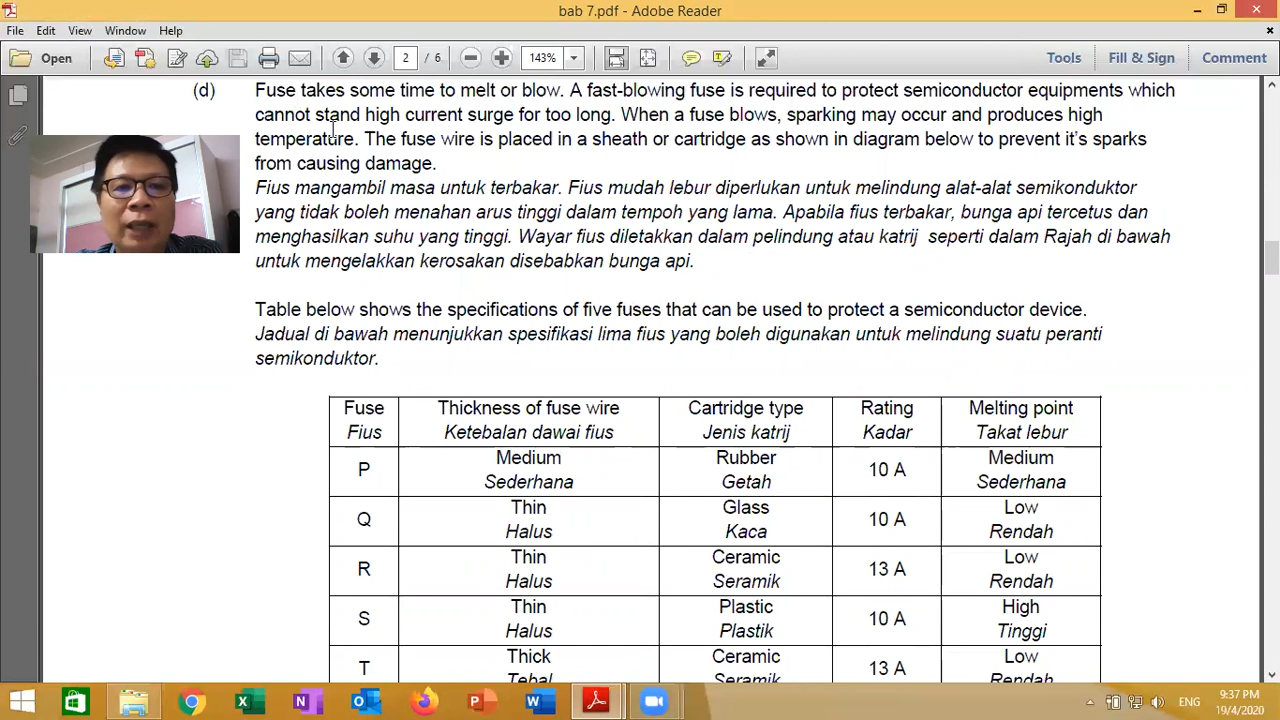 bab 7.pdf - Adobe Reader
File Edit View Window Help
Open 2 / 6 143% Tools Fill & Sign Comment
(d) Fuse takes some time to melt or blow. A fast-blowing fuse is required to protect semiconductor equipments which
cannot stand high current surge for too long. When a fuse blows, sparking may occur and produces high
temperature. The fuse wire is placed in a sheath or cartridge as shown in diagram below to prevent it's sparks
from causing damage.
Fius mangambil masa untuk terbakar. Fius mudah lebur diperlukan untuk melindung alat-alat semikonduktor
yang tidak boleh menahan arus tinggi dalam tempoh yang lama. Apabila fius terbakar, bunga api tercetus dan
menghasilkan suhu yang tinggi. Wayar fius diletakkan dalam pelindung atau katrij seperti dalam Rajah di bawah
untuk mengelakkan kerosakan disebabkan bunga api.
Table below shows the specifications of five fuses that can be used to protect a semiconductor device.
Jadual di bawah menunjukkan spesifikasi lima fius yang boleh digunakan untuk melindung suatu peranti
semikonduktor.
Fuse Thickness of fuse wire Cartridge type Rating Melting point
Fius Ketebalan dawai fius Jenis katrij Kadar Takat lebur
Medium Rubber Medium
P 10 A
Sederhana Getah Sederhana
Thin Glass Low
Q 10 A
Halus Kaca Rendah
Thin Ceramic Low
R 13 A
Halus Seramik Rendah
Thin Plastic High
S 10 A
Halus Plastik Tinggi
Thick Ceramic Low
T 13 A
Tebal Seramik Rendah
ENG 9:37 PM
19/4/2020